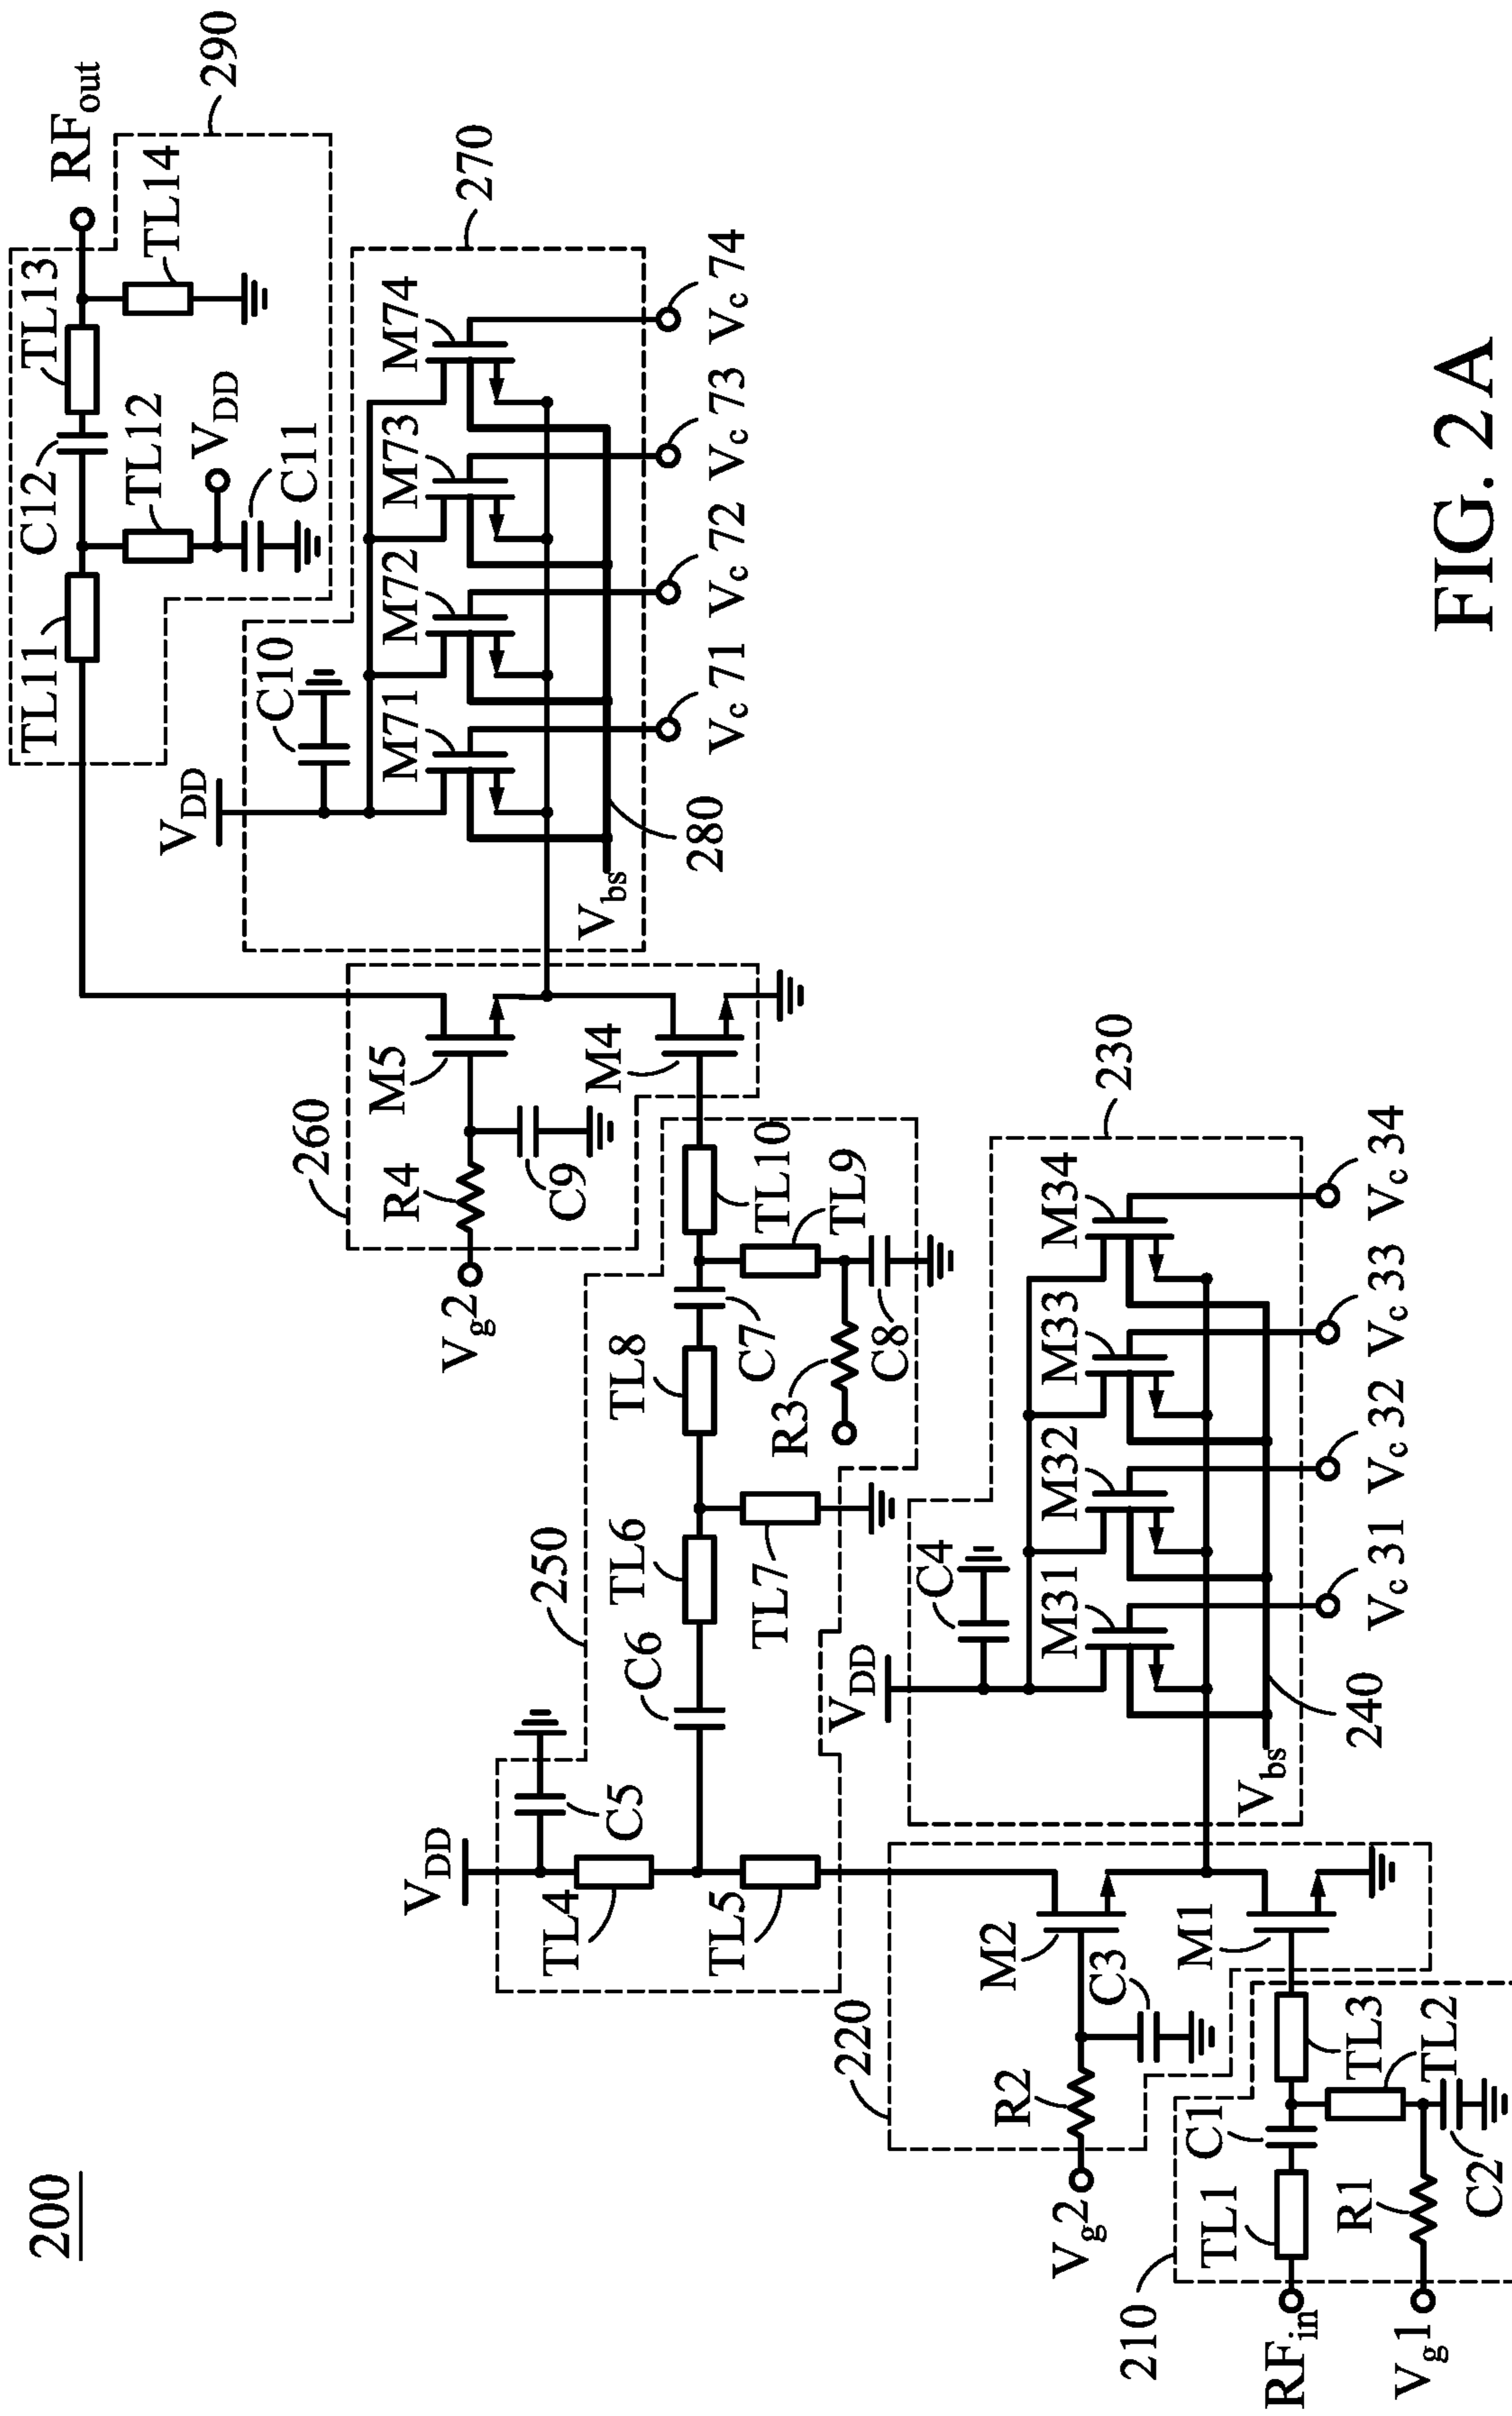 200
RFout
290
TL13
TL14
C12
TL12
VDD
C11
TL11
270
M74
M73
M72
M71
C10
VDD
Vc 74
Vc 73
Vc 72
Vc 71
280
Vbs
260
M5
M4
R4
C9
Vg2
250
TL10
TL9
C7
C8
TL8
R3
TL6
TL7
C6
C5
VDD
TL4
TL5
230
M34
M33
M32
M31
C4
VDD
Vc 34
Vc 33
Vc 32
Vc 31
240
Vbs
220
M2
M1
C3
R2
Vg2
210
TL3
TL2
C1
TL1
R1
C2
RFin
Vg1
FIG. 2A